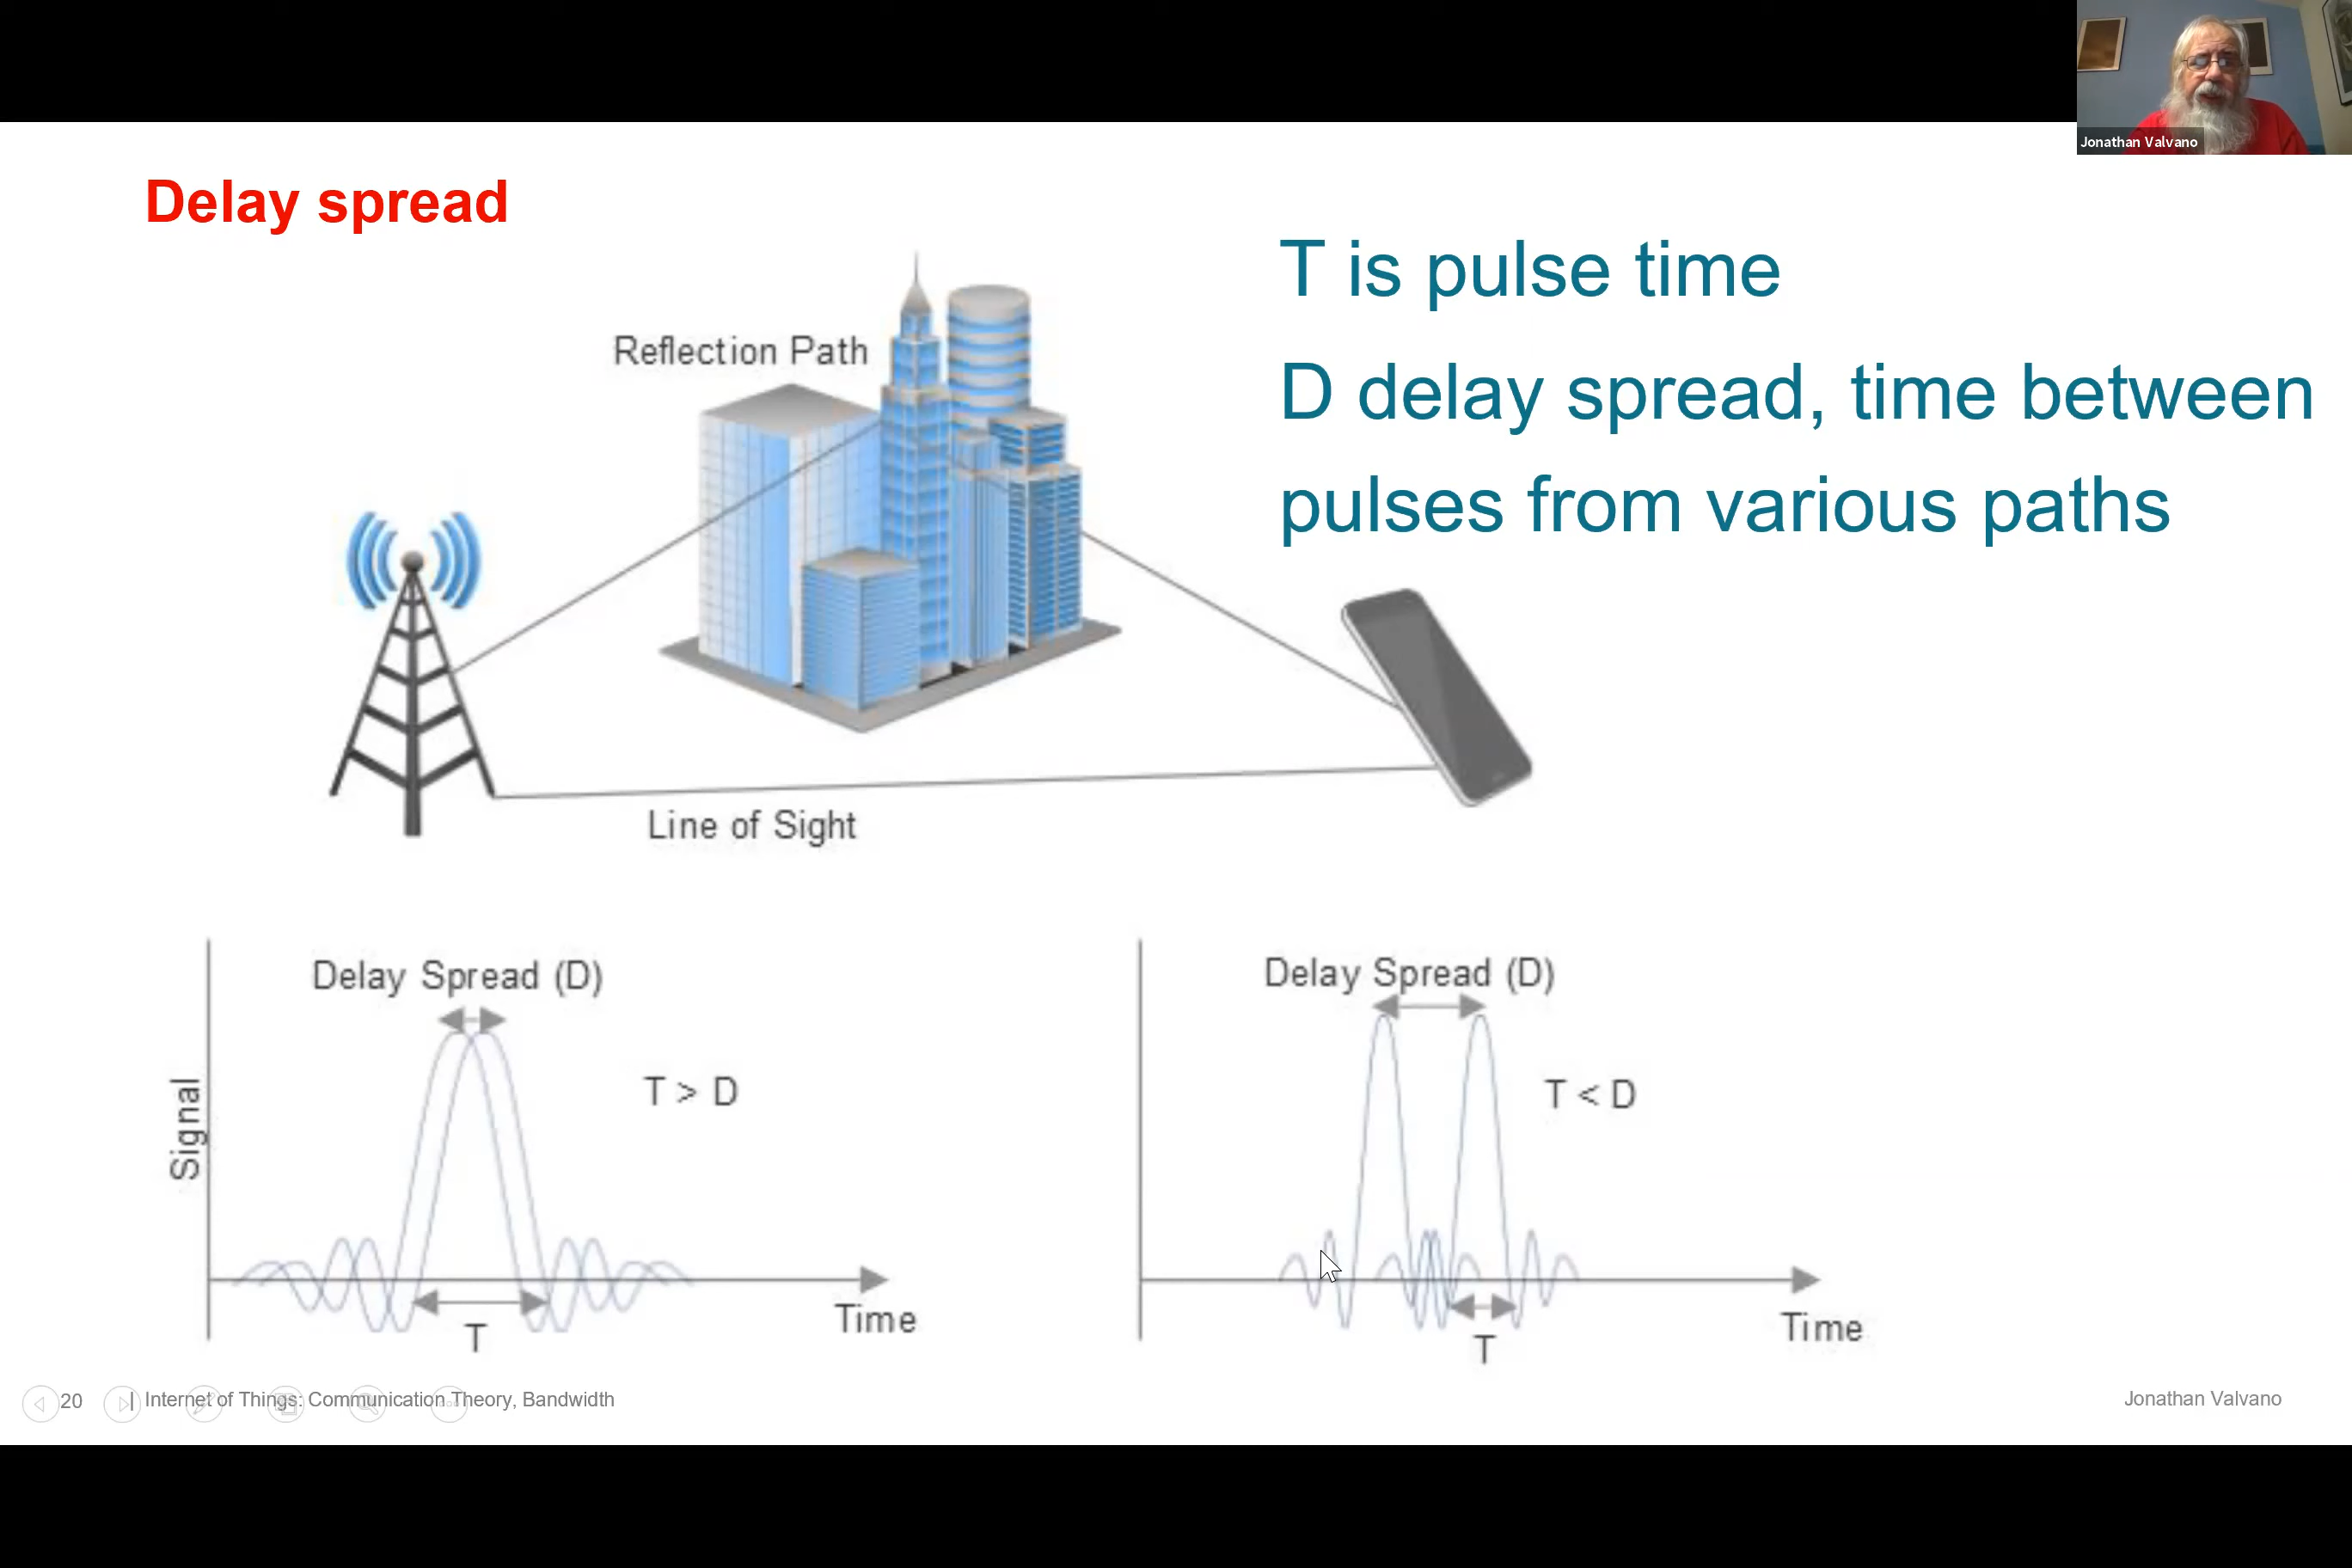 Jonathan Valvano
Delay spread
T is pulse time
D delay spread, time between
pulses from various paths
Reflection Path
Line of Sight
Delay Spread (D)
T > D
Signal
T
Time
Delay Spread (D)
T < D
T
Time
20 | Internet of Things: Communication Theory, Bandwidth
Jonathan Valvano